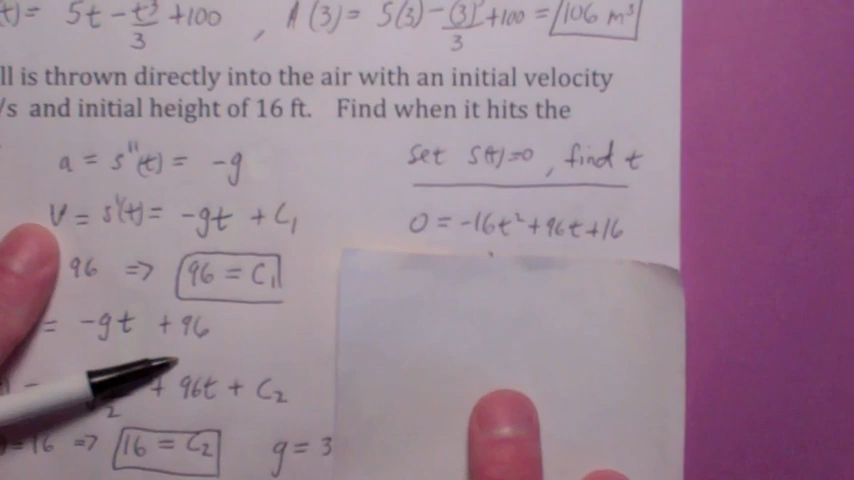 t) = 5t - t³/3 + 100 , A(3) = 5(3) - (3)³/3 + 100 = 106 m³
ll is thrown directly into the air with an initial velocity
/s and initial height of 16 ft. Find when it hits the
a = s"(t) = -g
set s(t)=0, find t
V = s'(t) = -gt + C₁
0 = -16t² + 96t + 16
96 => 96 = C₁
= -gt + 96
+ 96t + C₂
2
=16 => 16 = C₂ g = 3